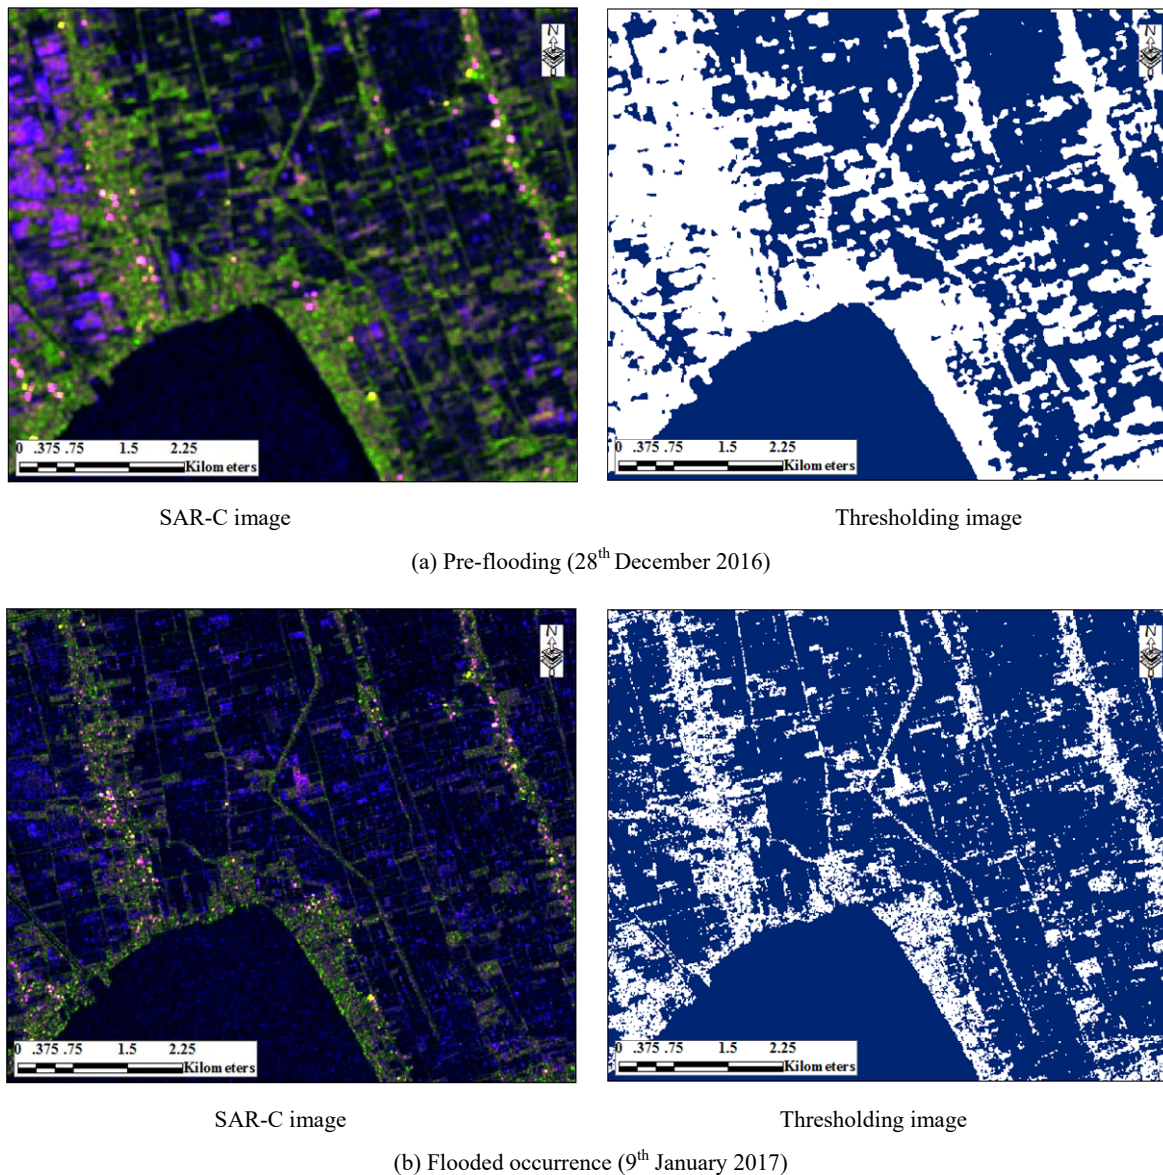 N
N
0 .375 .75 1.5 2.25
Kilometers
0 .375 .75 1.5 2.25
Kilometers
SAR-C image
Thresholding image
(a) Pre-flooding (28th December 2016)
N
N
0 .375 .75 1.5 2.25
Kilometers
0 .375 .75 1.5 2.25
Kilometers
SAR-C image
Thresholding image
(b) Flooded occurrence (9th January 2017)